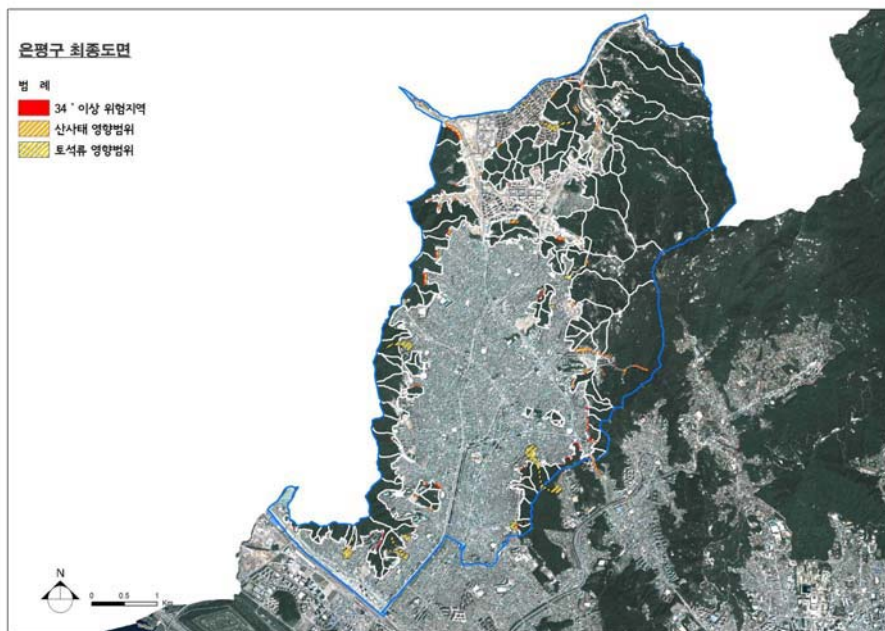 은평구 최종도면
범 례
34 ° 이상 위험지역
산사태 영향범위
토석류 영향범위
N
0 0.5 1
Km